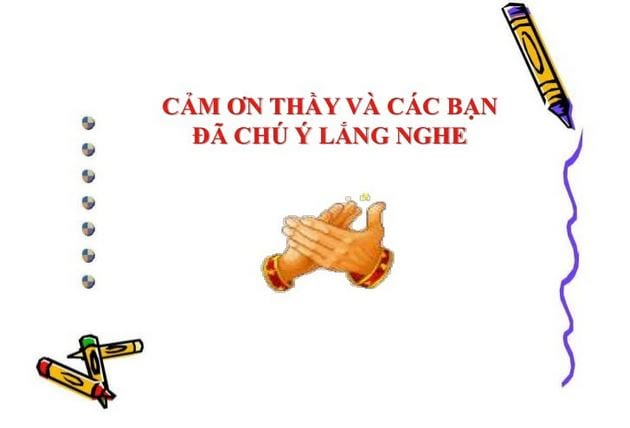 CẢM ƠN THẦY VÀ CÁC BẠN
ĐÃ CHÚ Ý LẮNG NGHE